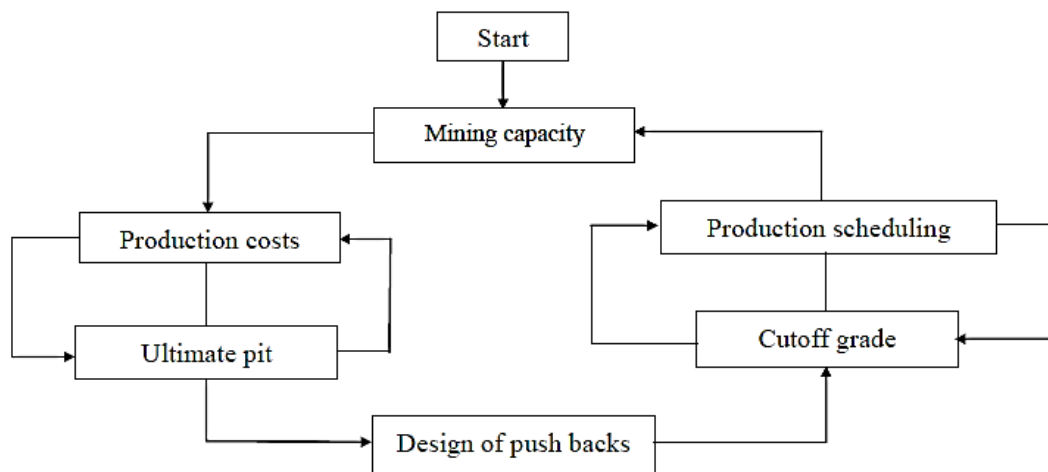 Start
Mining capacity
Production costs
Production scheduling
Ultimate pit
Cutoff grade
Design of push backs